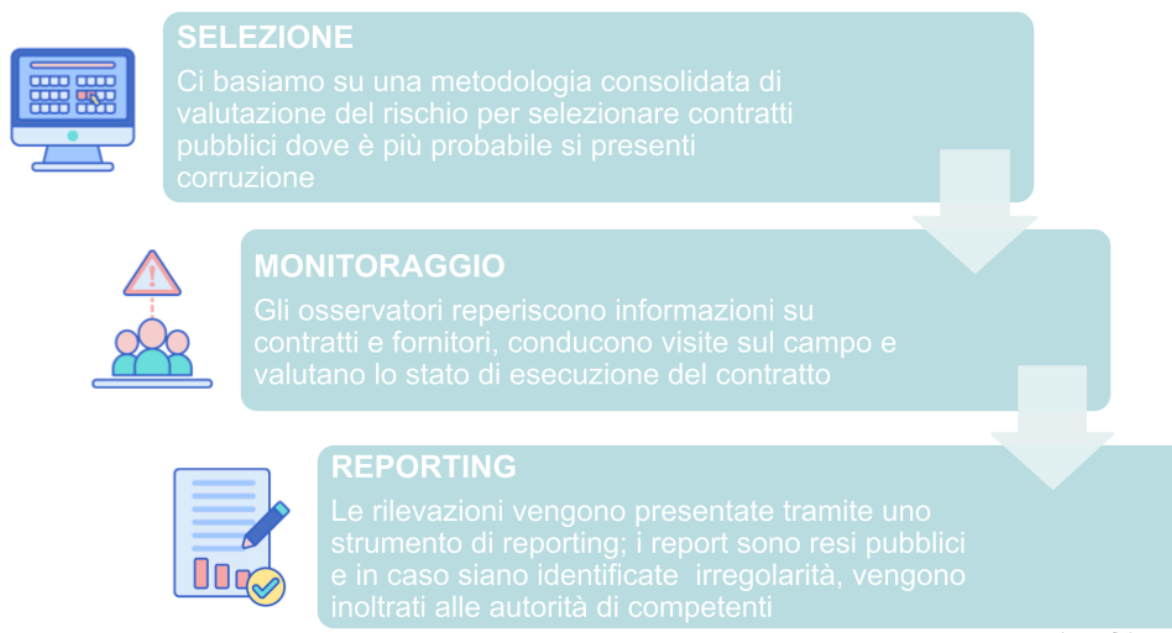 SELEZIONE
Ci basiamo su una metodologia consolidata di
valutazione del rischio per selezionare contratti
pubblici dove è più probabile si presenti
corruzione
MONITORAGGIO
Gli osservatori reperiscono informazioni su
contratti e fornitori, conducono visite sul campo e
valutano lo stato di esecuzione del contratto
REPORTING
Le rilevazioni vengono presentate tramite uno
strumento di reporting; i report sono resi pubblici
e in caso siano identificate  irregolarità, vengono
inoltrati alle autorità di competenti